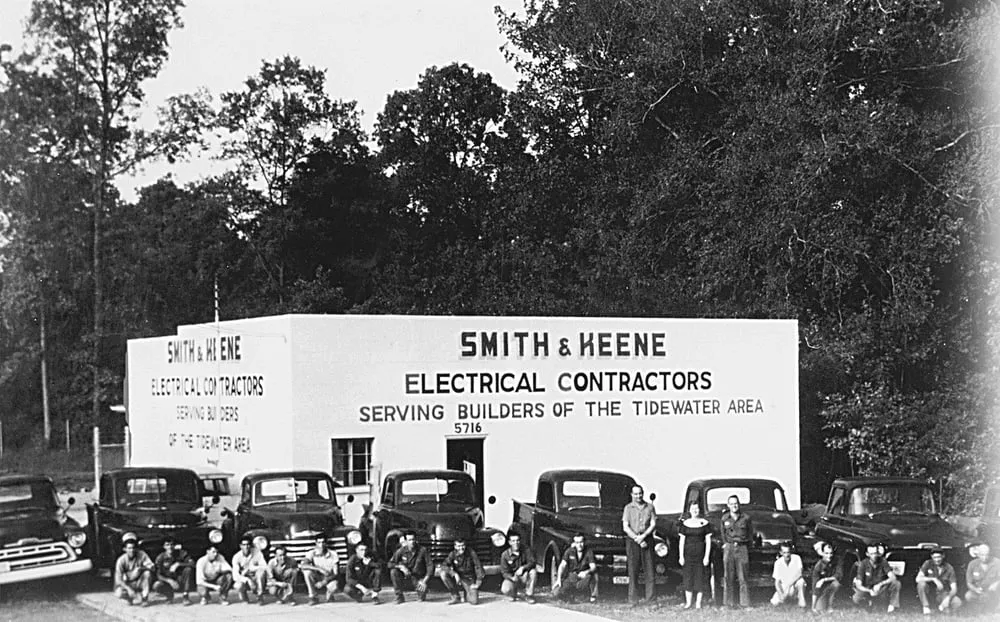 SMITH & KEENE
ELECTRICAL CONTRACTORS
SERVING BUILDERS
OF THE TIDEWATER AREA
SMITH & KEENE
ELECTRICAL CONTRACTORS
SERVING BUILDERS OF THE TIDEWATER AREA
5716